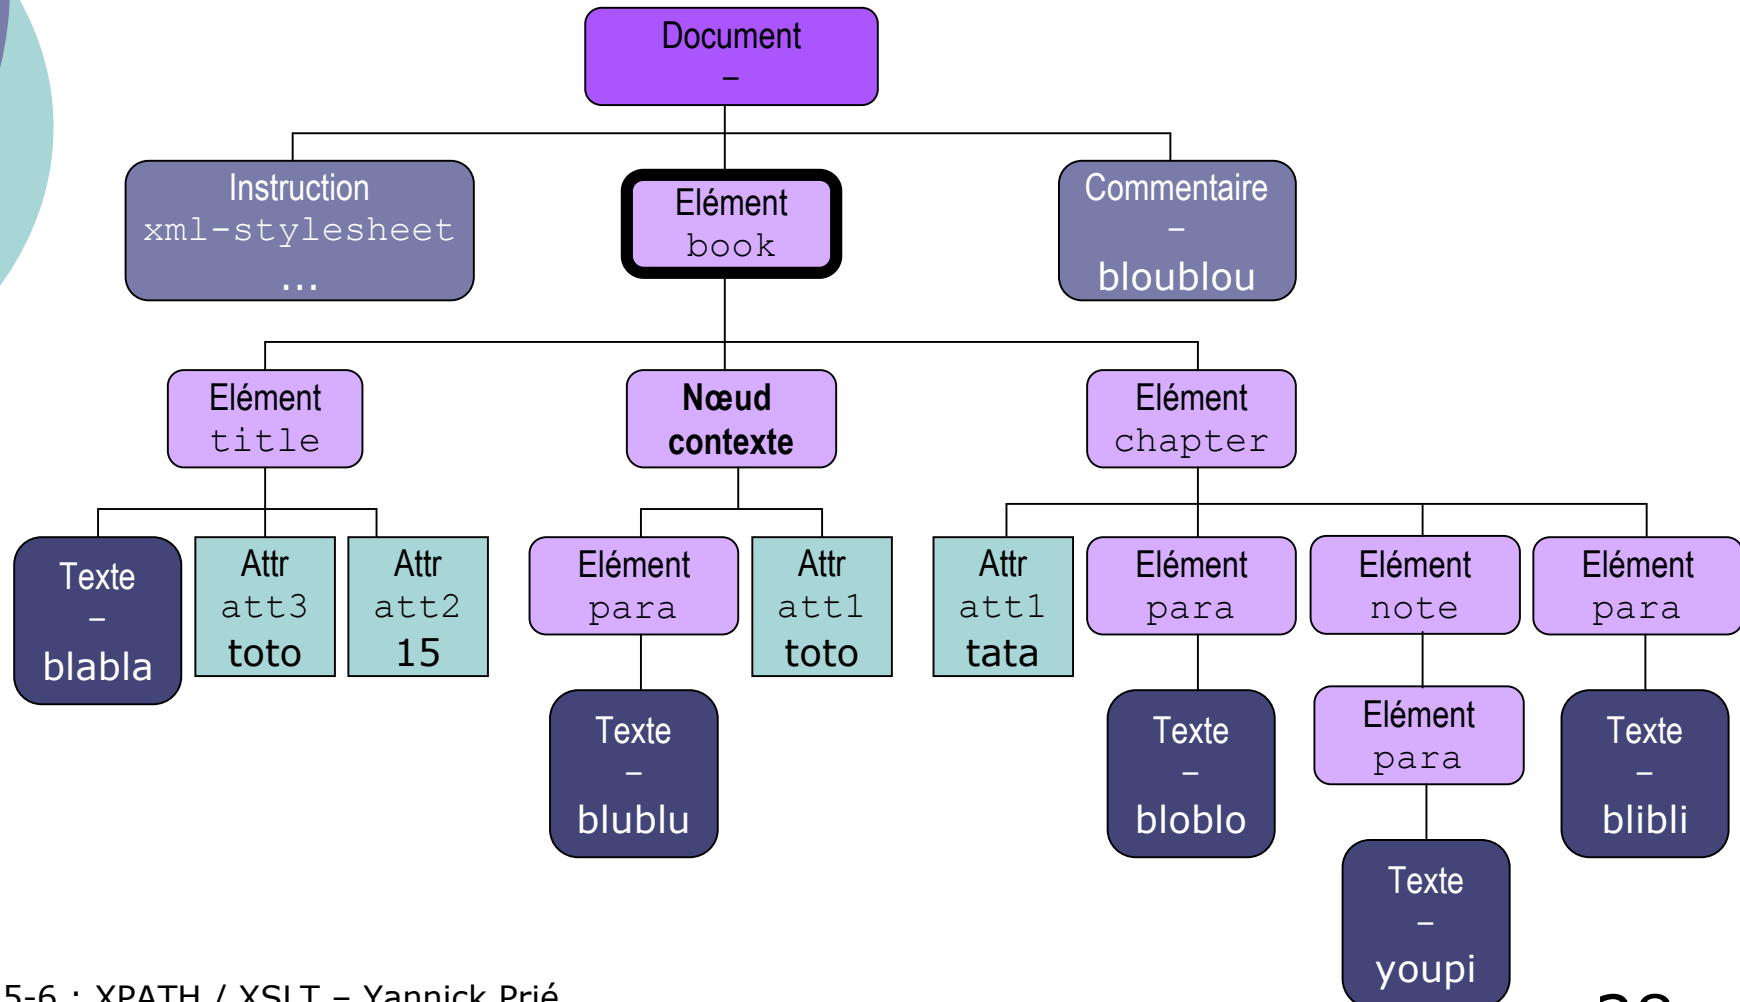 Document
–
Instruction
xml-stylesheet
...
Elément
book
Commentaire
–
bloublou
Elément
title
Nœud
contexte
Elément
chapter
Texte
–
blabla
Attr
att3
toto
Attr
att2
15
Elément
para
Attr
att1
toto
Attr
att1
tata
Elément
para
Elément
note
Elément
para
Texte
–
blublu
Texte
–
bloblo
Elément
para
Texte
–
blibli
Texte
–
youpi
5-6 : XPATH / XSLT – Yannick Prié